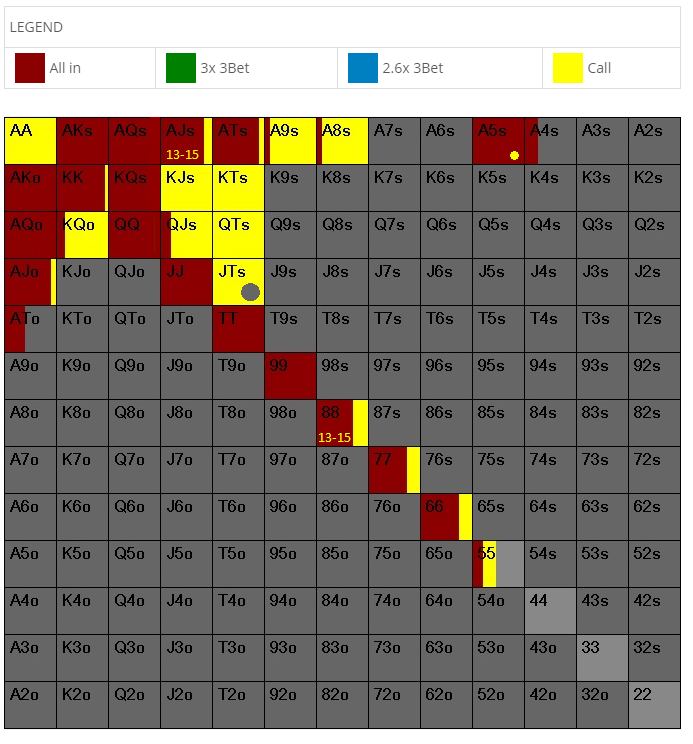 LEGEND
All in 3x 3Bet 2.6x 3Bet Call
AA AKs AQs AJs ATs A9s A8s A7s A6s A5s A4s A3s A2s
13-15
AKo KK KQs KJs KTs K9s K8s K7s K6s K5s K4s K3s K2s
AQo KQo QQ QJs QTs Q9s Q8s Q7s Q6s Q5s Q4s Q3s Q2s
AJo KJo QJo JJ JTs J9s J8s J7s J6s J5s J4s J3s J2s
ATo KTo QTo JTo TT T9s T8s T7s T6s T5s T4s T3s T2s
A9o K9o Q9o J9o T9o 99 98s 97s 96s 95s 94s 93s 92s
A8o K8o Q8o J8o T8o 98o 88 87s 86s 85s 84s 83s 82s
13-15
A7o K7o Q7o J7o T7o 97o 87o 77 76s 75s 74s 73s 72s
A6o K6o Q6o J6o T6o 96o 86o 76o 66 65s 64s 63s 62s
A5o K5o Q5o J5o T5o 95o 85o 75o 65o 55 54s 53s 52s
A4o K4o Q4o J4o T4o 94o 84o 74o 64o 54o 44 43s 42s
A3o K3o Q3o J3o T3o 93o 83o 73o 63o 53o 43o 33 32s
A2o K2o Q2o J2o T2o 92o 82o 72o 62o 52o 42o 32o 22